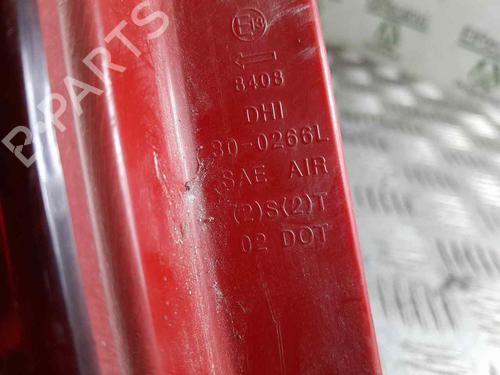 E19
8408
DHI
30-0266L
SAE AIR
(2)S(2)T
02 DOT
B-PARTS